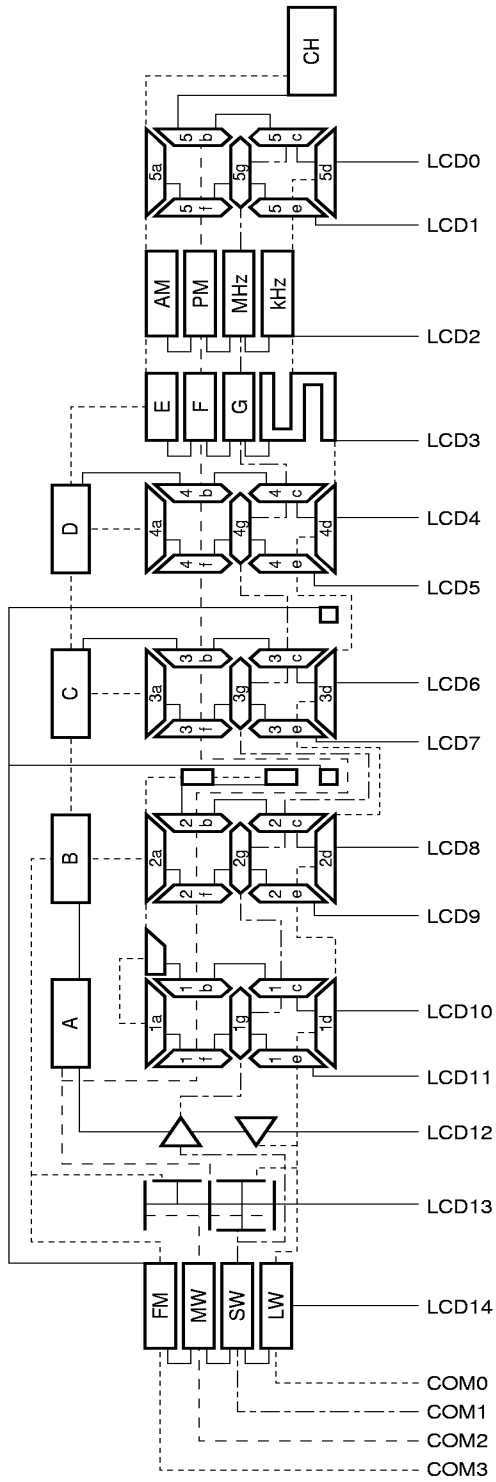 CH
5a
5
b
5g
5
c
5d
5
f
5
e
LCD0
LCD1
AM
PM
MHz
kHz
LCD2
E
F
G
LCD3
D
4a
4
b
4g
4
c
4d
4
f
4
e
LCD4
LCD5
C
3a
3
b
3g
3
c
3d
3
f
3
e
LCD6
LCD7
B
2a
2
b
2g
2
c
2d
2
f
2
e
LCD8
LCD9
A
1a
1
b
1g
1
c
1d
1
f
1
e
LCD10
LCD11
LCD12
LCD13
FM
MW
SW
LW
LCD14
COM0
COM1
COM2
COM3